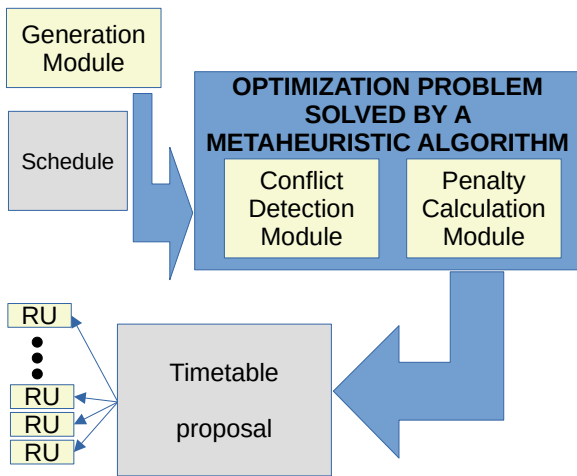 Generation
Module
OPTIMIZATION PROBLEM
SOLVED BY A
METAHEURISTIC ALGORITHM
Schedule
Conflict
Detection
Module
Penalty
Calculation
Module
RU
RU
RU
RU
Timetable
proposal